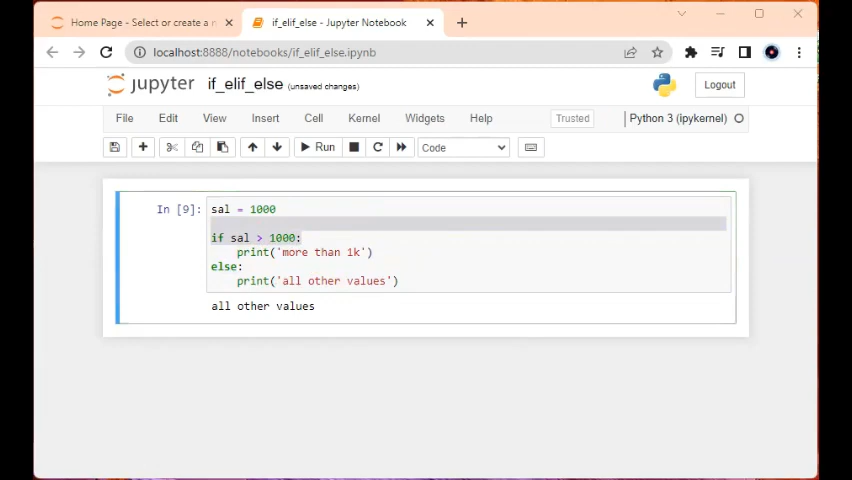 Home Page - Select or create a n
if_elif_else - Jupyter Notebook
localhost:8888/notebooks/if_elif_else.ipynb
jupyter if_elif_else (unsaved changes)
Logout
File Edit View Insert Cell Kernel Widgets Help Trusted Python 3 (ipykernel)
Run Code
In [9]: sal = 1000
if sal > 1000:
print('more than 1k')
else:
print('all other values')
all other values